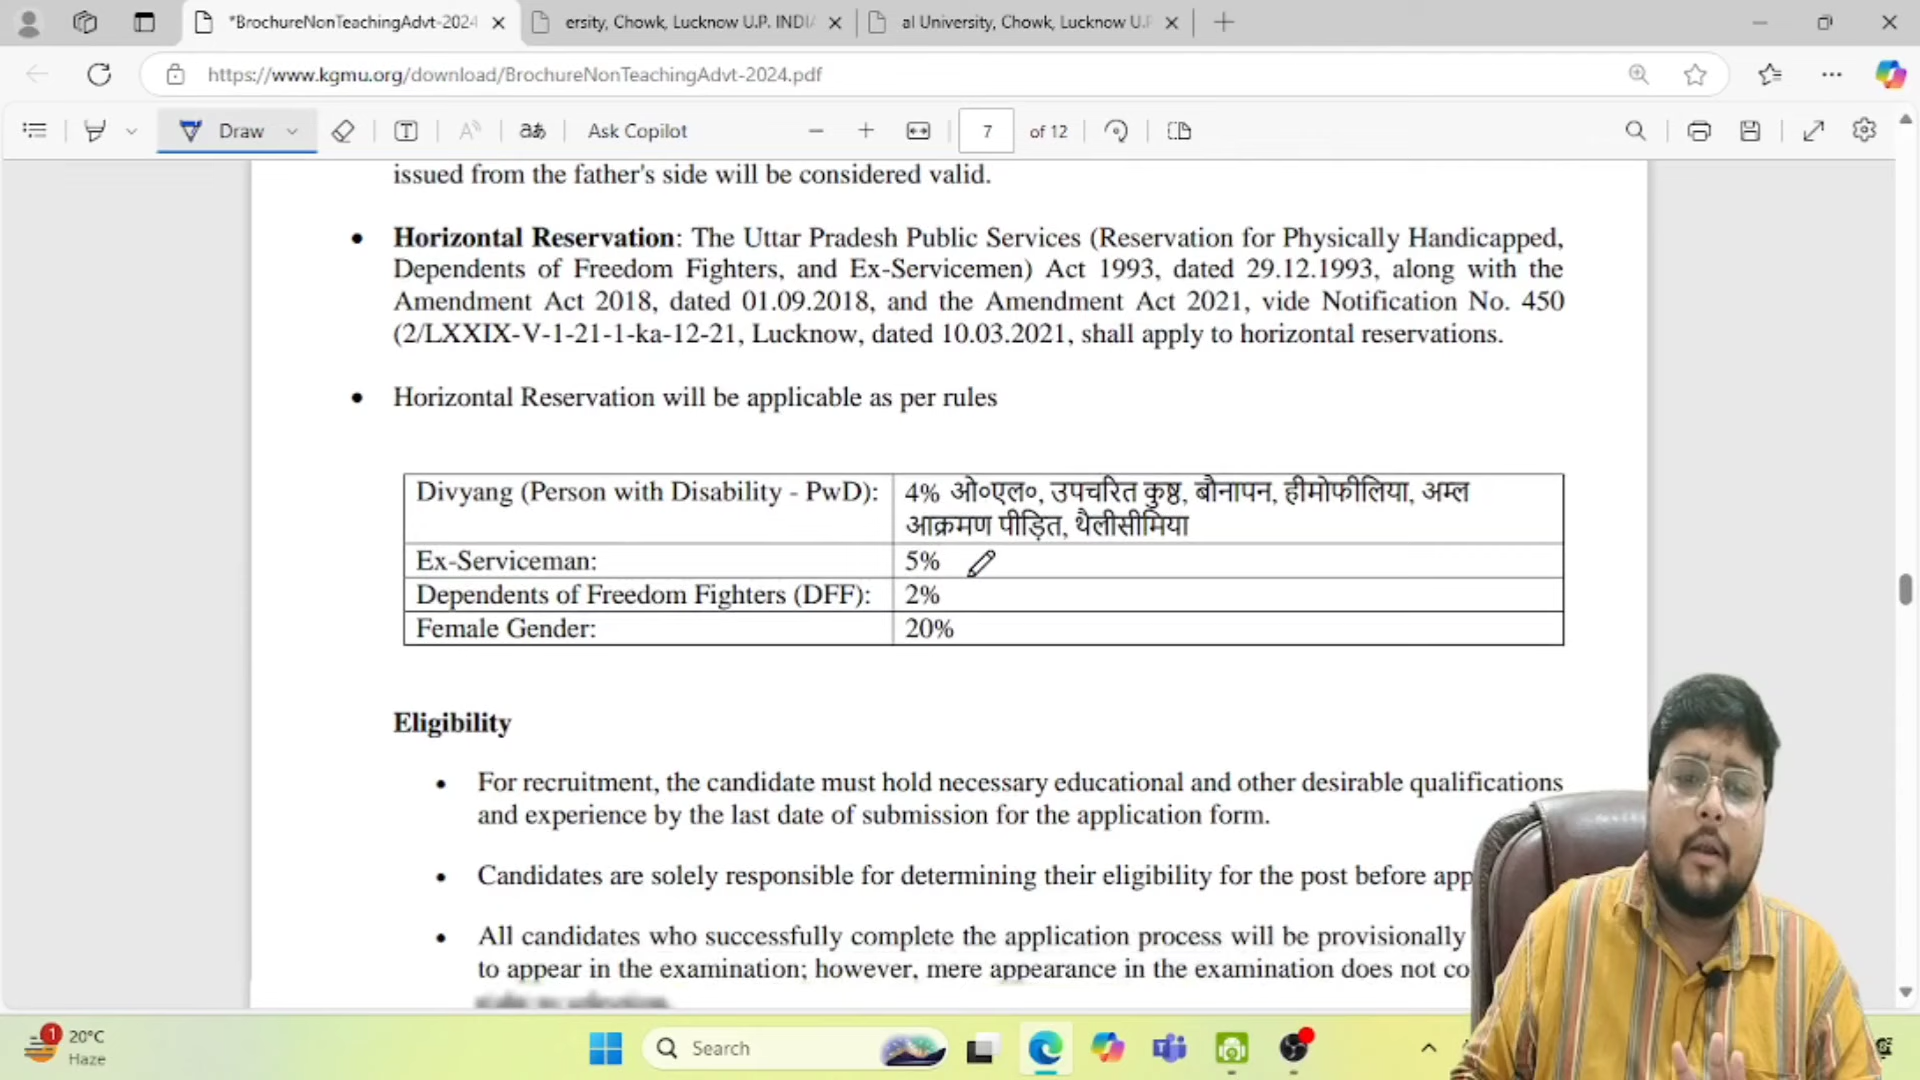 *BrochureNonTeachingAdvt-2024
ersity, Chowk, Lucknow U.P. INDI
al University, Chowk, Lucknow U.P
https://www.kgmu.org/download/BrochureNonTeachingAdvt-2024.pdf
Draw
aあ
Ask Copilot
7 of 12
issued from the father's side will be considered valid.
• Horizontal Reservation: The Uttar Pradesh Public Services (Reservation for Physically Handicapped,
Dependents of Freedom Fighters, and Ex-Servicemen) Act 1993, dated 29.12.1993, along with the
Amendment Act 2018, dated 01.09.2018, and the Amendment Act 2021, vide Notification No. 450
(2/LXXIX-V-1-21-1-ka-12-21, Lucknow, dated 10.03.2021, shall apply to horizontal reservations.
• Horizontal Reservation will be applicable as per rules
Divyang (Person with Disability - PwD): 4% ओ०एल०, उपचरित कुष्ठ, बौनापन, हीमोफीलिया, अम्ल
आक्रमण पीड़ित, थैलीसीमिया
Ex-Serviceman: 5%
Dependents of Freedom Fighters (DFF): 2%
Female Gender: 20%
Eligibility
• For recruitment, the candidate must hold necessary educational and other desirable qualifications
and experience by the last date of submission for the application form.
• Candidates are solely responsible for determining their eligibility for the post before app
• All candidates who successfully complete the application process will be provisionally
to appear in the examination; however, mere appearance in the examination does not co
1
20°C
Haze
Search